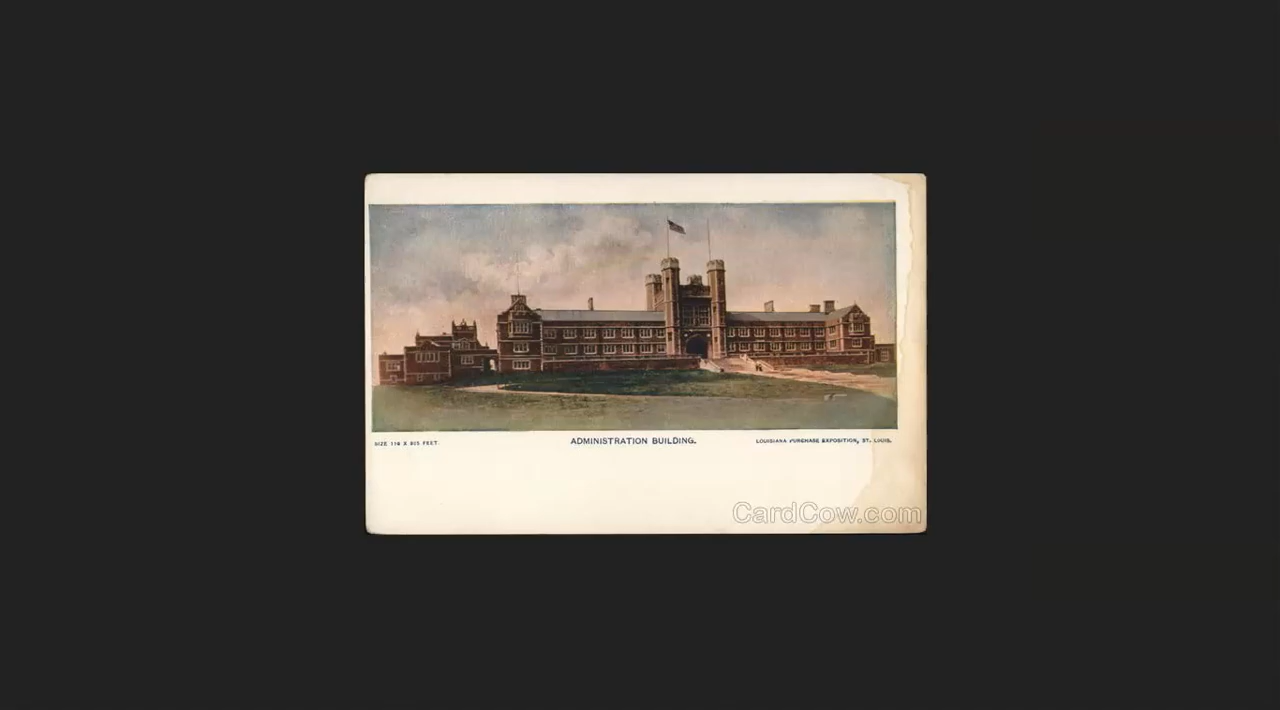 SIZE 114 X 805 FEET.
ADMINISTRATION BUILDING.
LOUISIANA PURCHASE EXPOSITION, ST. LOUIS.
CardCow.com